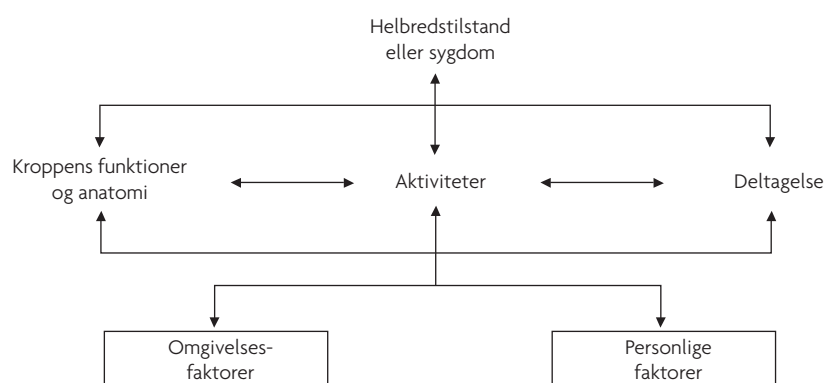 Helbredstilstand
eller sygdom
Kroppens funktioner
og anatomi
Aktiviteter
Deltagelse
Omgivelses-
faktorer
Personlige
faktorer